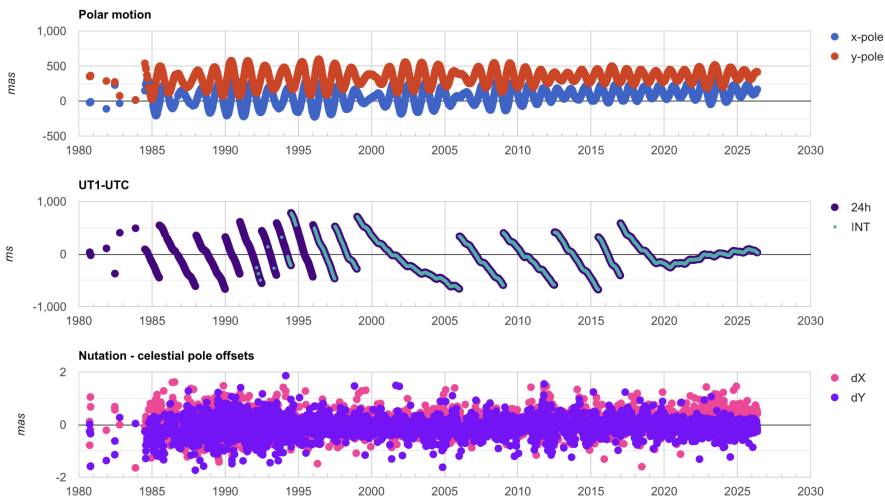 Polar motion
1,000
500
0
-500
mas
1980 1985 1990 1995 2000 2005 2010 2015 2020 2025 2030
x-pole
y-pole
UT1-UTC
1,000
0
-1,000
ms
1980 1985 1990 1995 2000 2005 2010 2015 2020 2025 2030
24h
INT
Nutation - celestial pole offsets
2
0
-2
mas
1980 1985 1990 1995 2000 2005 2010 2015 2020 2025 2030
dX
dY